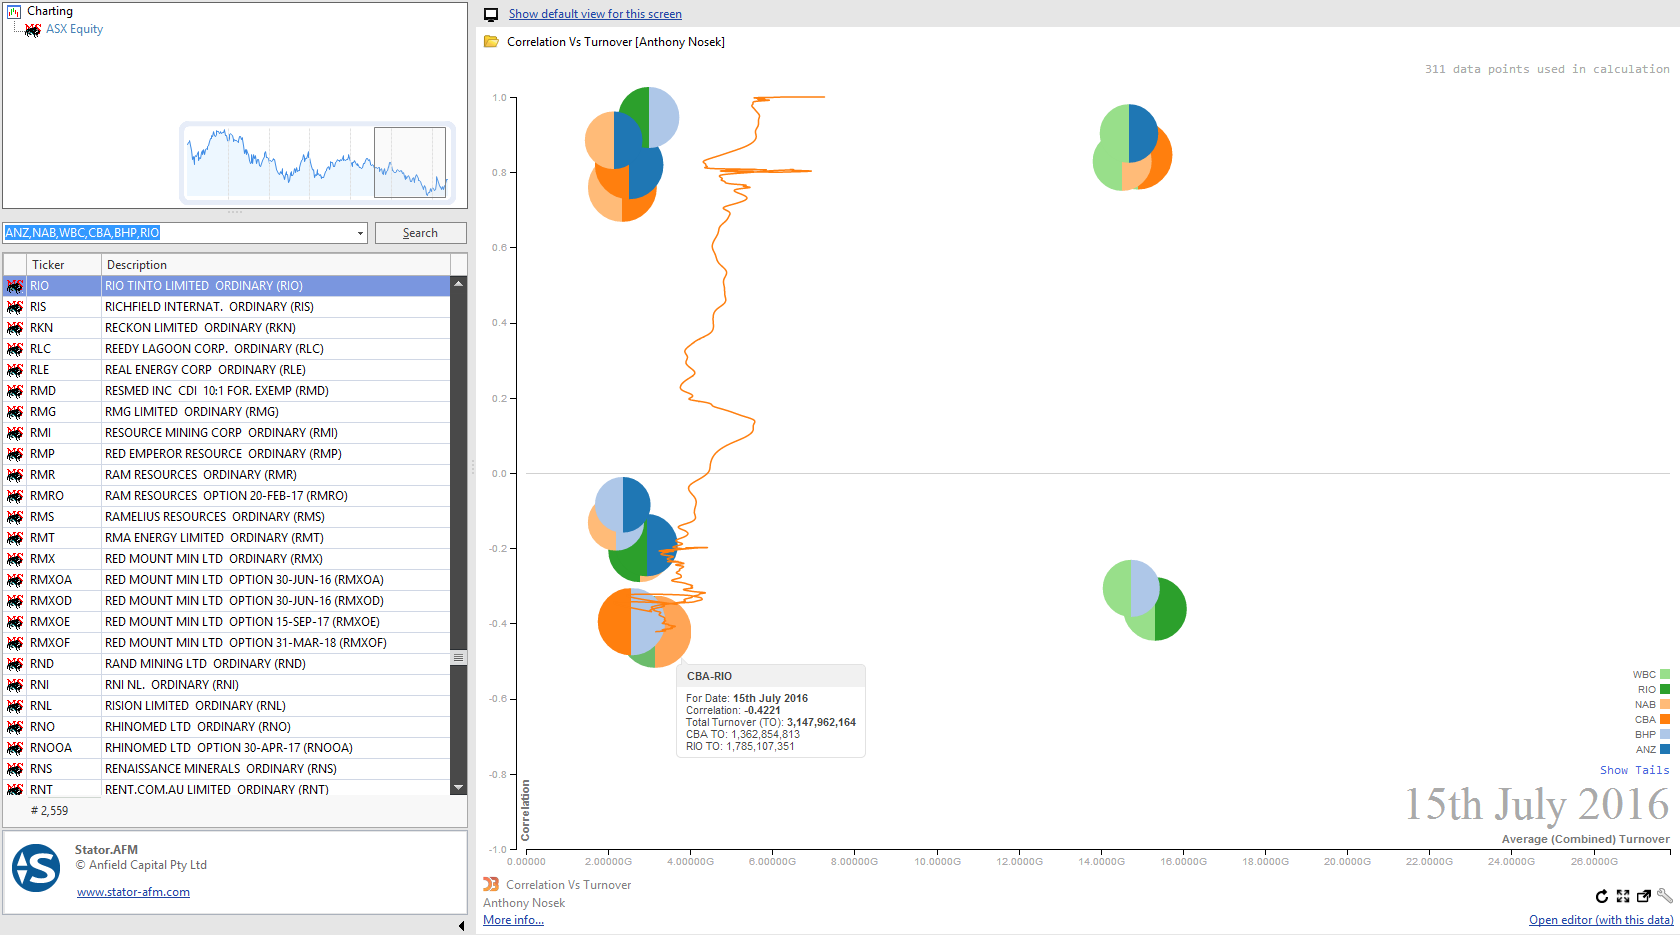 Charting
ASX Equity
ANZ,NAB,WBC,CBA,BHP,RIO
Search
Ticker Description
RIO RIO TINTO LIMITED ORDINARY (RIO)
RIS RICHFIELD INTERNAT. ORDINARY (RIS)
RKN RECKON LIMITED ORDINARY (RKN)
RLC REEDY LAGOON CORP. ORDINARY (RLC)
RLE REAL ENERGY CORP ORDINARY (RLE)
RMD RESMED INC CDI 10:1 FOR. EXEMP (RMD)
RMG RMG LIMITED ORDINARY (RMG)
RMI RESOURCE MINING CORP ORDINARY (RMI)
RMP RED EMPEROR RESOURCE ORDINARY (RMP)
RMR RAM RESOURCES ORDINARY (RMR)
RMRO RAM RESOURCES OPTION 20-FEB-17 (RMRO)
RMS RAMELIUS RESOURCES ORDINARY (RMS)
RMT RMA ENERGY LIMITED ORDINARY (RMT)
RMX RED MOUNT MIN LTD ORDINARY (RMX)
RMXOA RED MOUNT MIN LTD OPTION 30-JUN-16 (RMXOA)
RMXOD RED MOUNT MIN LTD OPTION 30-JUN-16 (RMXOD)
RMXOE RED MOUNT MIN LTD OPTION 15-SEP-17 (RMXOE)
RMXOF RED MOUNT MIN LTD OPTION 31-MAR-18 (RMXOF)
RND RAND MINING LTD ORDINARY (RND)
RNI RNI NL. ORDINARY (RNI)
RNL RISION LIMITED ORDINARY (RNL)
RNO RHINOMED LTD ORDINARY (RNO)
RNOOA RHINOMED LTD OPTION 30-APR-17 (RNOOA)
RNS RENAISSANCE MINERALS ORDINARY (RNS)
RNT RENT.COM.AU LIMITED ORDINARY (RNT)
# 2,559
Stator.AFM
© Anfield Capital Pty Ltd
www.stator-afm.com
Show default view for this screen
Correlation Vs Turnover [Anthony Nosek]
311 data points used in calculation
1.0
0.8
0.6
0.4
0.2
0.0
-0.2
-0.4
-0.6
-0.8
-1.0
Correlation
CBA-RIO
For Date: 15th July 2016
Correlation: -0.4221
Total Turnover (TO): 3,147,962,164
CBA TO: 1,362,854,813
RIO TO: 1,785,107,351
WBC
RIO
NAB
CBA
BHP
ANZ
Show Tails
15th July 2016
Average (Combined) Turnover
0.00000 2.00000G 4.00000G 6.00000G 8.00000G 10.0000G 12.0000G 14.0000G 16.0000G 18.0000G 20.0000G 22.0000G 24.0000G 26.0000G
Correlation Vs Turnover
Anthony Nosek
More info...
Open editor (with this data)